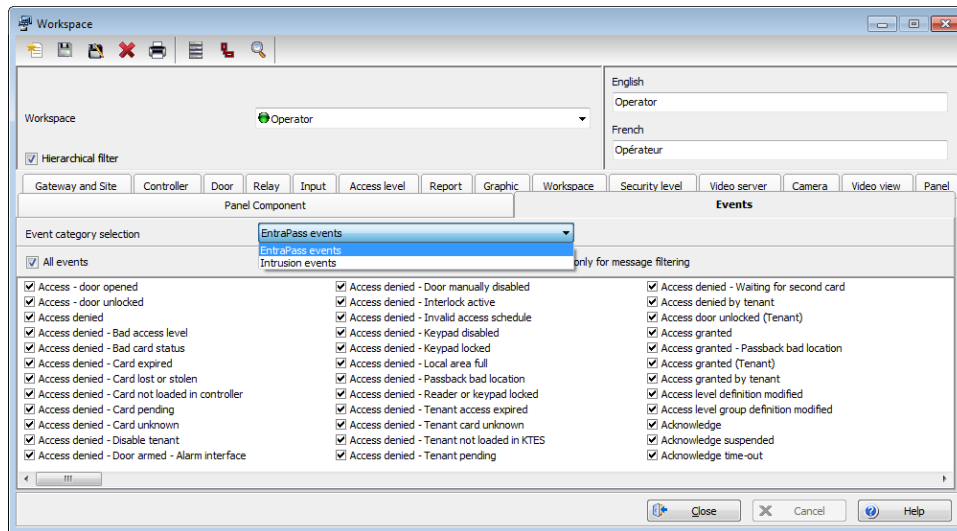 Workspace
English
Operator
Workspace
Operator
French
Opérateur
Hierarchical filter
Gateway and Site Controller Door Relay Input Access level Report Graphic Workspace Security level Video server Camera Video view Panel
Panel Component Events
Event category selection EntraPass events
EntraPass events
Intrusion events
All events only for message filtering
Access - door opened Access denied - Door manually disabled Access denied - Waiting for second card
Access - door unlocked Access denied - Interlock active Access denied by tenant
Access denied Access denied - Invalid access schedule Access door unlocked (Tenant)
Access denied - Bad access level Access denied - Keypad disabled Access granted
Access denied - Bad card status Access denied - Keypad locked Access granted - Passback bad location
Access denied - Card expired Access denied - Local area full Access granted (Tenant)
Access denied - Card lost or stolen Access denied - Passback bad location Access granted by tenant
Access denied - Card not loaded in controller Access denied - Reader or keypad locked Access level definition modified
Access denied - Card pending Access denied - Tenant access expired Access level group definition modified
Access denied - Card unknown Access denied - Tenant card unknown Acknowledge
Access denied - Disable tenant Access denied - Tenant not loaded in KTES Acknowledge suspended
Access denied - Door armed - Alarm interface Access denied - Tenant pending Acknowledge time-out
Close Cancel Help